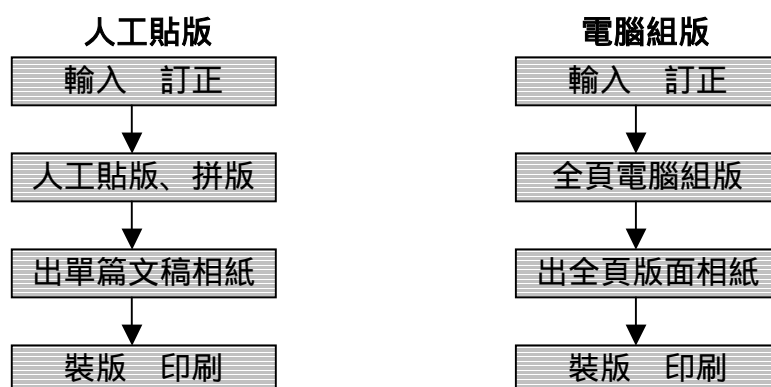 人工貼版
輸入　訂正
人工貼版、拼版
出單篇文稿相紙
裝版　印刷
電腦組版
輸入　訂正
全頁電腦組版
出全頁版面相紙
裝版　印刷